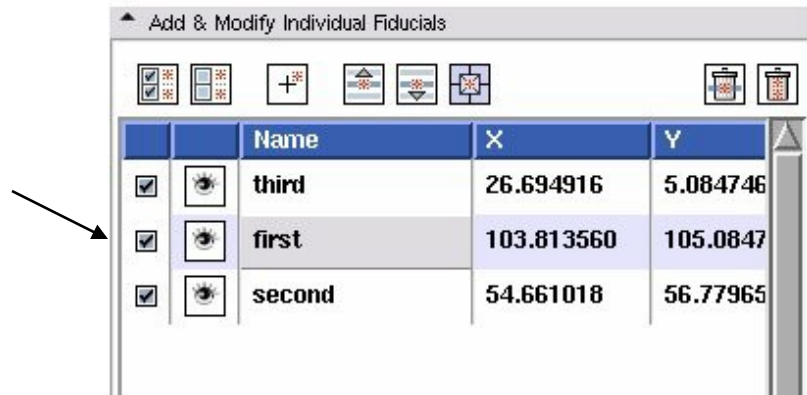 Add & Modify Individual Fiducials
Name X Y
third 26.694916 5.084746
first 103.813560 105.0847
second 54.661018 56.77965